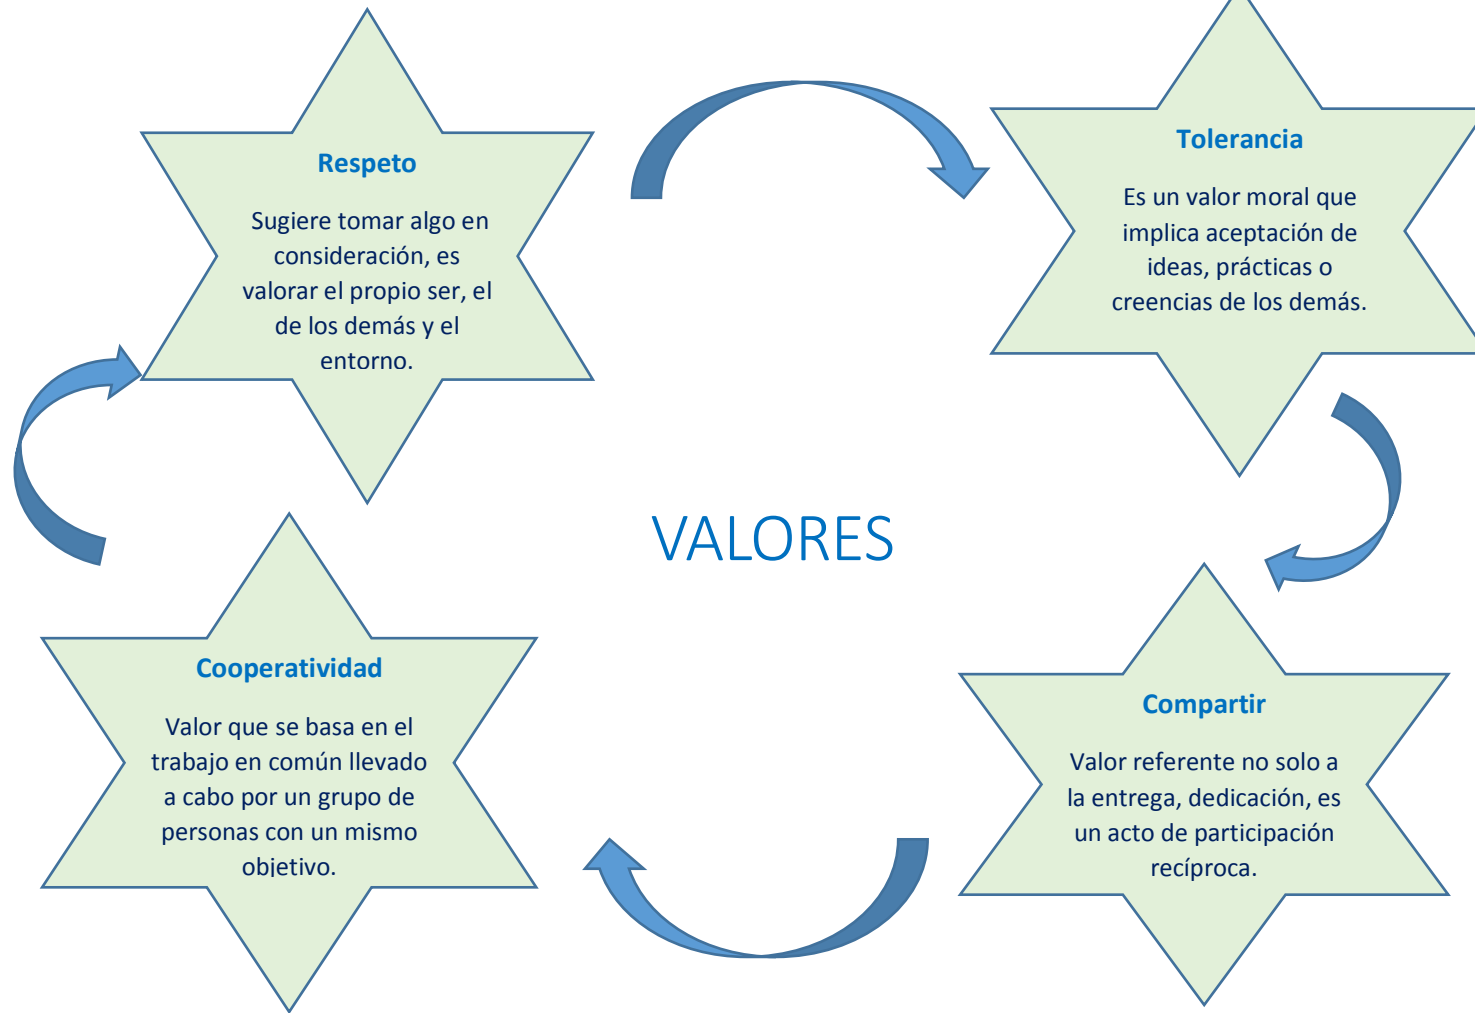 Respeto
Sugiere tomar algo en
consideración, es
valorar el propio ser, el
de los demás y el
entorno.
Tolerancia
Es un valor moral que
implica aceptación de
ideas, prácticas o
creencias de los demás.
VALORES
Cooperatividad
Valor que se basa en el
trabajo en común llevado
a cabo por un grupo de
personas con un mismo
objetivo.
Compartir
Valor referente no solo a
la entrega, dedicación, es
un acto de participación
recíproca.